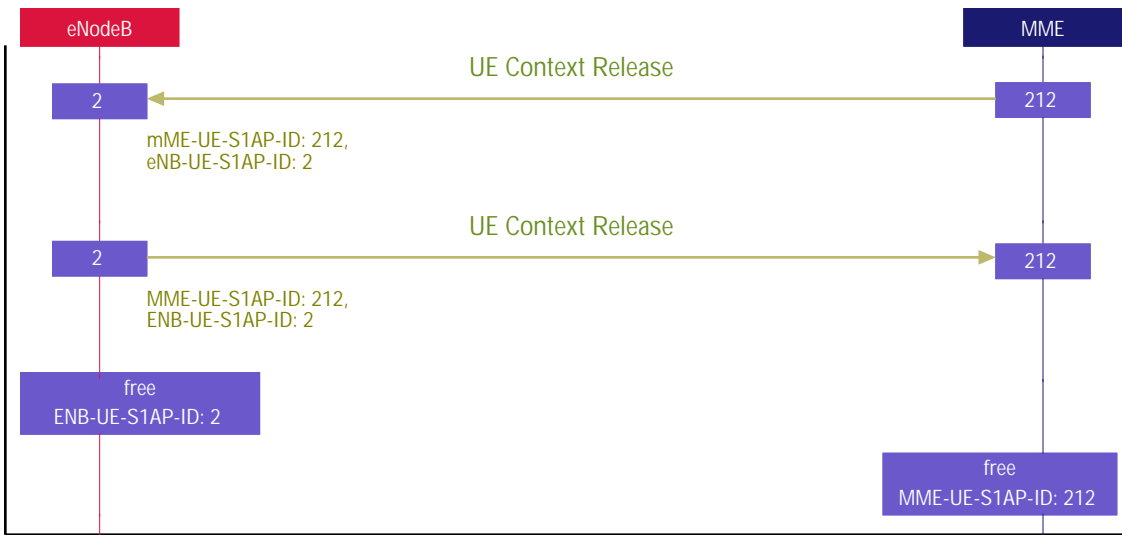 eNodeB
MME
UE Context Release
2
212
mME-UE-S1AP-ID: 212,
eNB-UE-S1AP-ID: 2
UE Context Release
2
212
MME-UE-S1AP-ID: 212,
ENB-UE-S1AP-ID: 2
free
ENB-UE-S1AP-ID: 2
free
MME-UE-S1AP-ID: 212